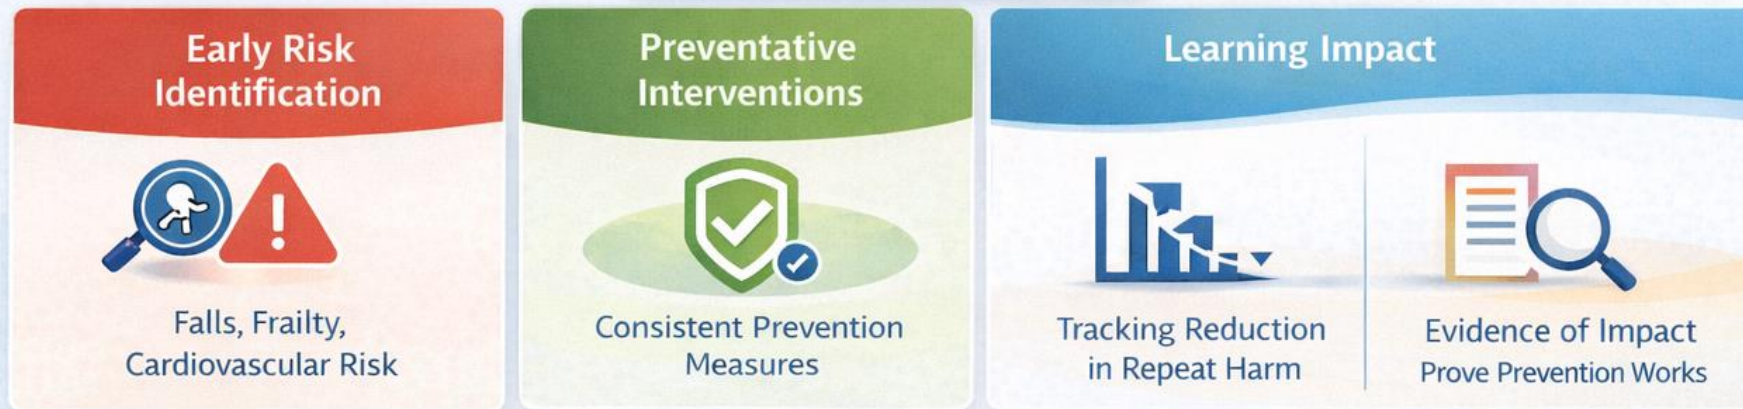 Early Risk
Identification
Falls, Frailty,
Cardiovascular Risk
Preventative
Interventions
Consistent Prevention
Measures
Learning Impact
Tracking Reduction
in Repeat Harm
Evidence of Impact
Prove Prevention Works